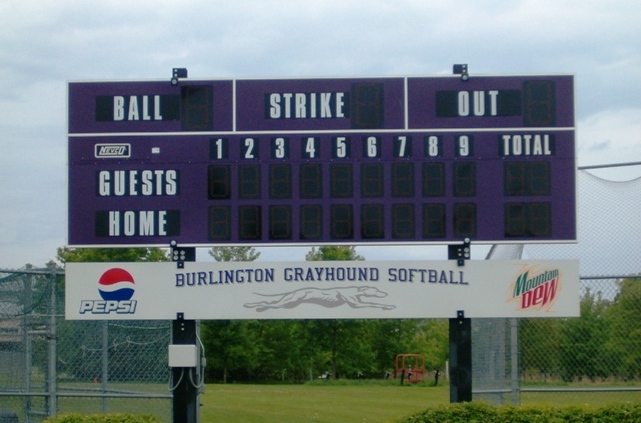 BALL STRIKE OUT
NEVCO 1 2 3 4 5 6 7 8 9 TOTAL
GUESTS
HOME
BURLINGTON GRAYHOUND SOFTBALL
PEPSI
Mountain
DEW